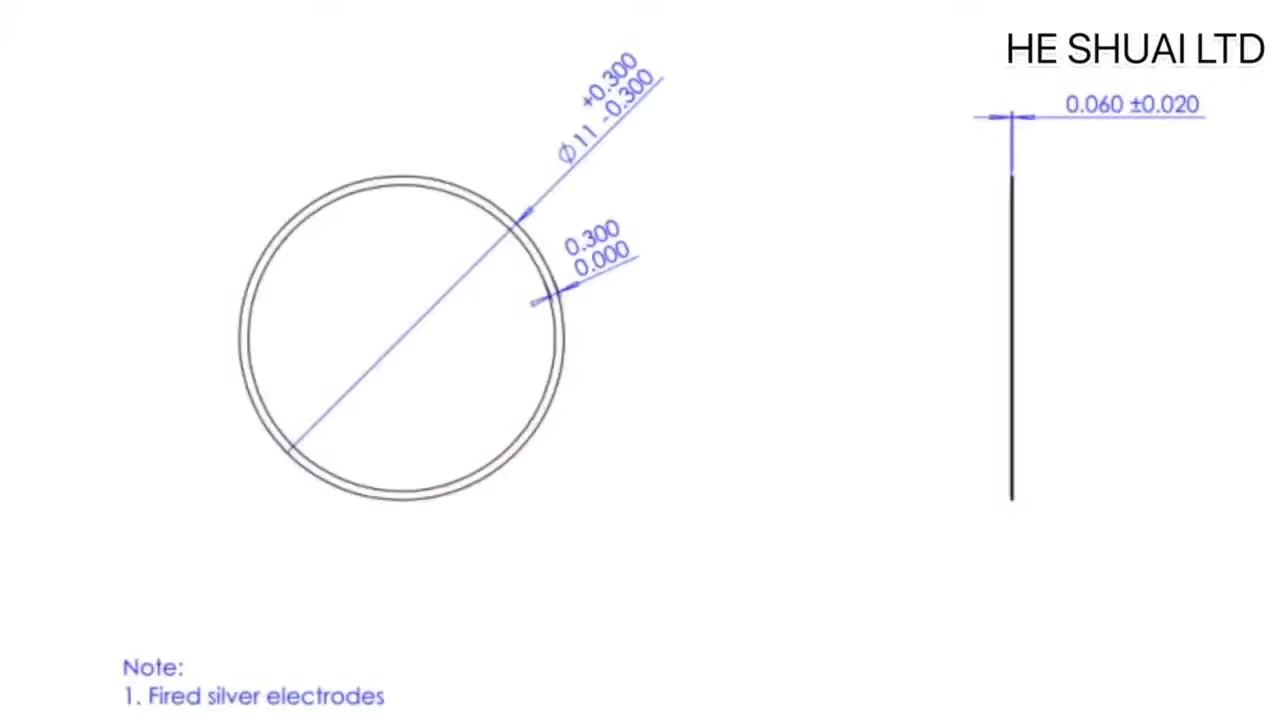 HE SHUAI LTD
+0.300
Ø11 -0.300
0.060 ±0.020
0.300
0.000
Note:
1. Fired silver electrodes